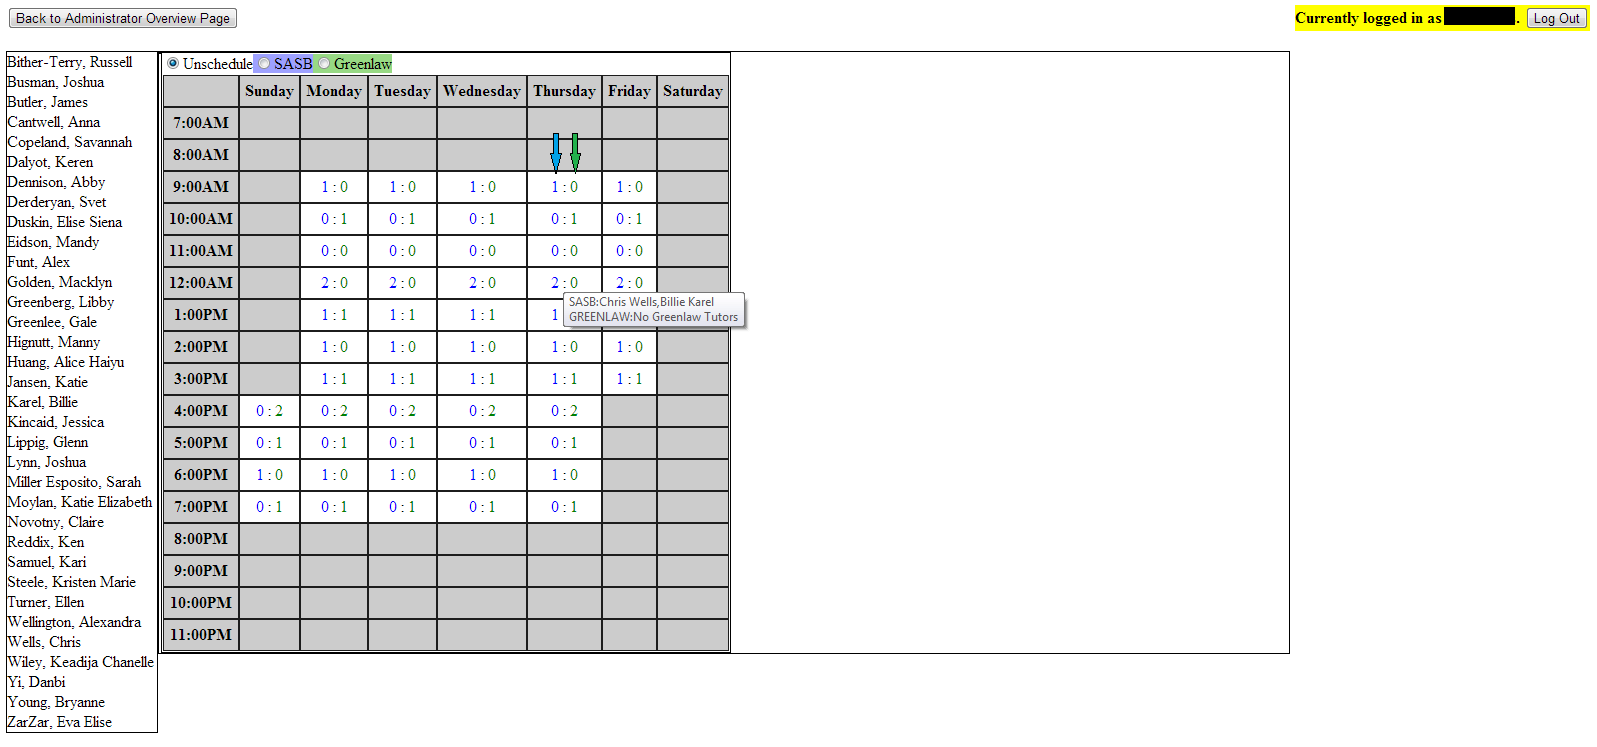 Back to Administrator Overview Page
Currently logged in as . Log Out
Bither-Terry, Russell
Busman, Joshua
Butler, James
Cantwell, Anna
Copeland, Savannah
Dalyot, Keren
Dennison, Abby
Derderyan, Svet
Duskin, Elise Siena
Eidson, Mandy
Funt, Alex
Golden, Macklyn
Greenberg, Libby
Greenlee, Gale
Hignutt, Manny
Huang, Alice Haiyu
Jansen, Katie
Karel, Billie
Kincaid, Jessica
Lippig, Glenn
Lynn, Joshua
Miller Esposito, Sarah
Moylan, Katie Elizabeth
Novotny, Claire
Reddix, Ken
Samuel, Kari
Steele, Kristen Marie
Turner, Ellen
Wellington, Alexandra
Wells, Chris
Wiley, Keadija Chanelle
Yi, Danbi
Young, Bryanne
ZarZar, Eva Elise
Unschedule SASB Greenlaw
Sunday Monday Tuesday Wednesday Thursday Friday Saturday
7:00AM
8:00AM
9:00AM 1 : 0 1 : 0 1 : 0 1 : 0 1 : 0
10:00AM 0 : 1 0 : 1 0 : 1 0 : 1 0 : 1
11:00AM 0 : 0 0 : 0 0 : 0 0 : 0 0 : 0
12:00AM 2 : 0 2 : 0 2 : 0 2 : 0 2 : 0
1:00PM 1 : 1 1 : 1 1 : 1 1
SASB:Chris Wells,Billie Karel
GREENLAW:No Greenlaw Tutors
2:00PM 1 : 0 1 : 0 1 : 0 1 : 0 1 : 0
3:00PM 1 : 1 1 : 1 1 : 1 1 : 1 1 : 1
4:00PM 0 : 2 0 : 2 0 : 2 0 : 2 0 : 2
5:00PM 0 : 1 0 : 1 0 : 1 0 : 1 0 : 1
6:00PM 1 : 0 1 : 0 1 : 0 1 : 0 1 : 0
7:00PM 0 : 1 0 : 1 0 : 1 0 : 1 0 : 1
8:00PM
9:00PM
10:00PM
11:00PM